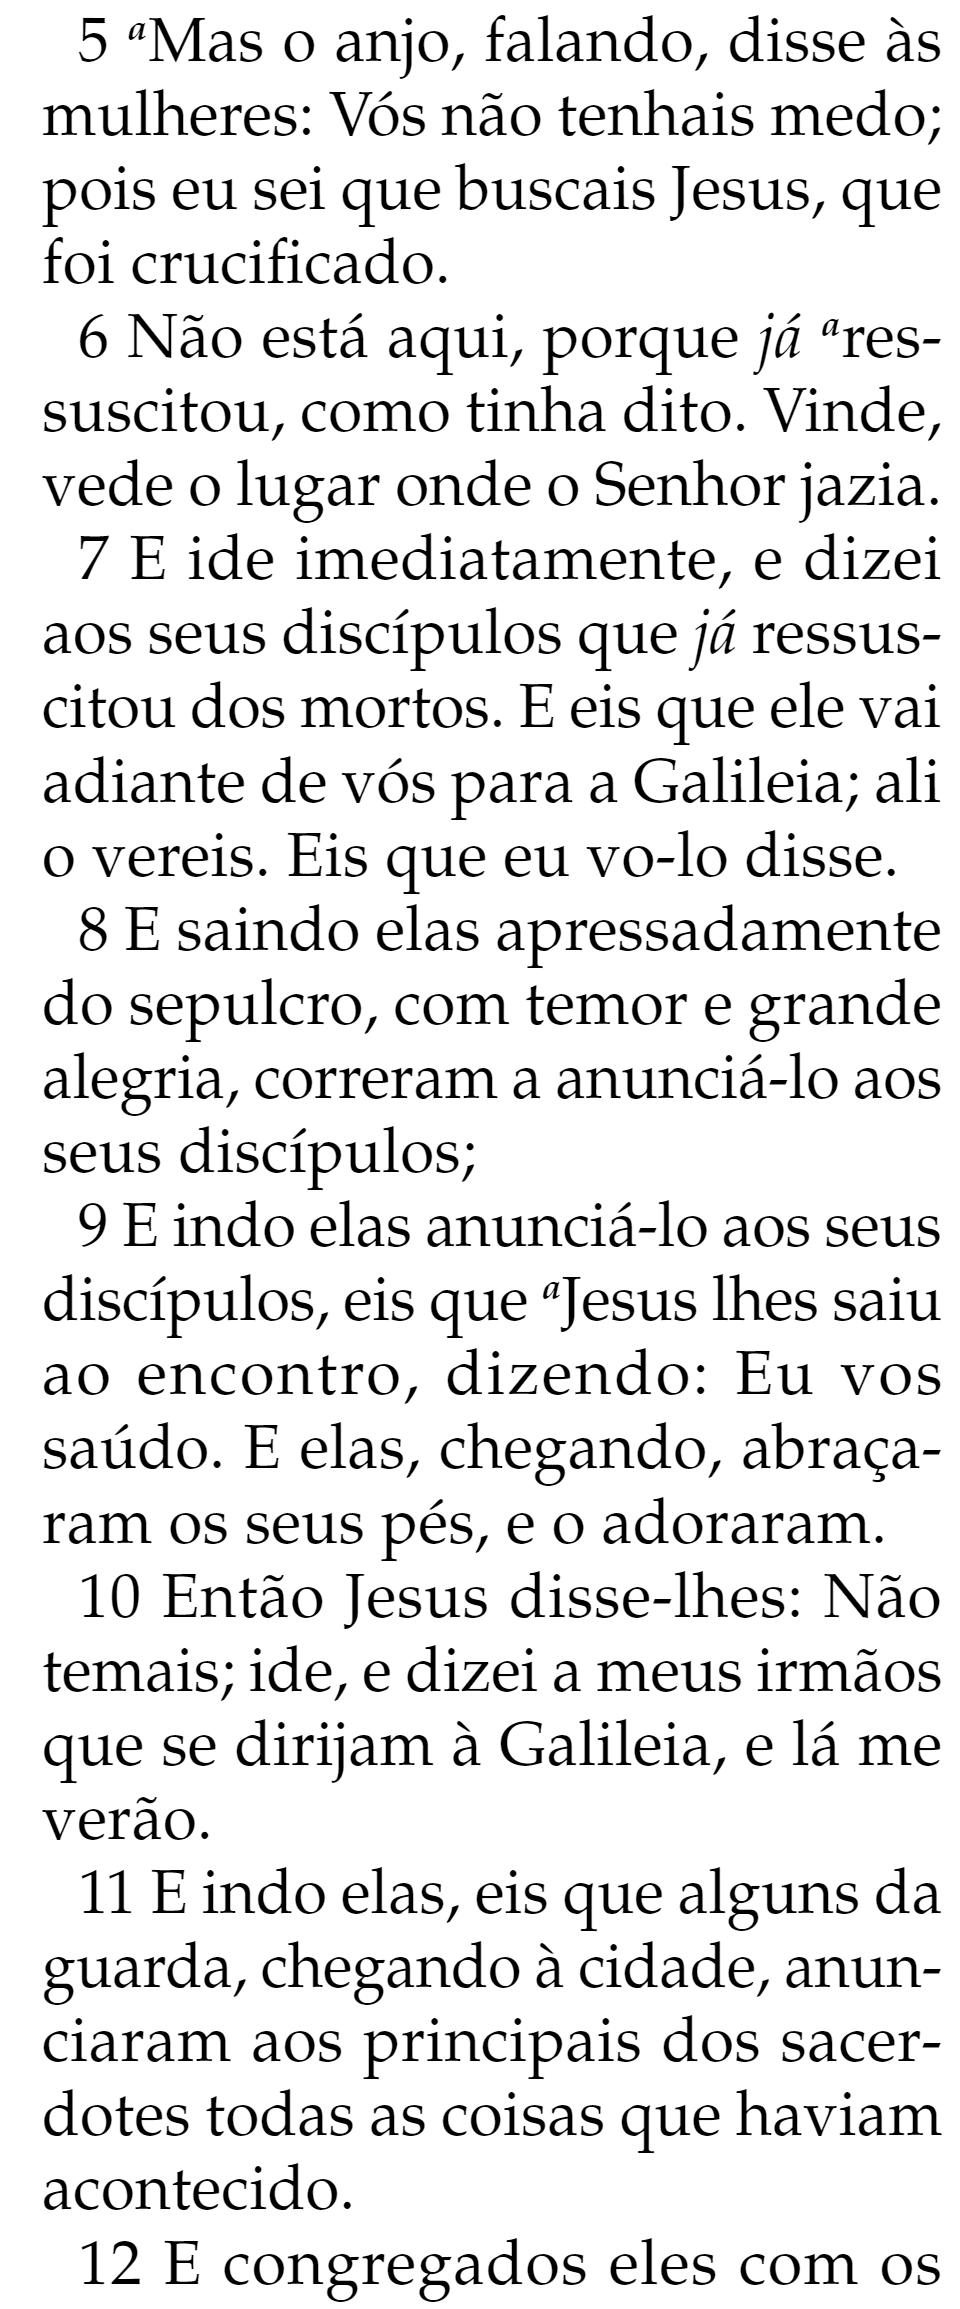 5 ᵃMas o anjo, falando, disse às
mulheres: Vós não tenhais medo;
pois eu sei que buscais Jesus, que
foi crucificado.
6 Não está aqui, porque já ᵃres-
suscitou, como tinha dito. Vinde,
vede o lugar onde o Senhor jazia.
7 E ide imediatamente, e dizei
aos seus discípulos que já ressus-
citou dos mortos. E eis que ele vai
adiante de vós para a Galileia; ali
o vereis. Eis que eu vo-lo disse.
8 E saindo elas apressadamente
do sepulcro, com temor e grande
alegria, correram a anunciá-lo aos
seus discípulos;
9 E indo elas anunciá-lo aos seus
discípulos, eis que ᵃJesus lhes saiu
ao encontro, dizendo: Eu vos
saúdo. E elas, chegando, abraça-
ram os seus pés, e o adoraram.
10 Então Jesus disse-lhes: Não
temais; ide, e dizei a meus irmãos
que se dirijam à Galileia, e lá me
verão.
11 E indo elas, eis que alguns da
guarda, chegando à cidade, anun-
ciaram aos principais dos sacer-
dotes todas as coisas que haviam
acontecido.
12 E congregados eles com os